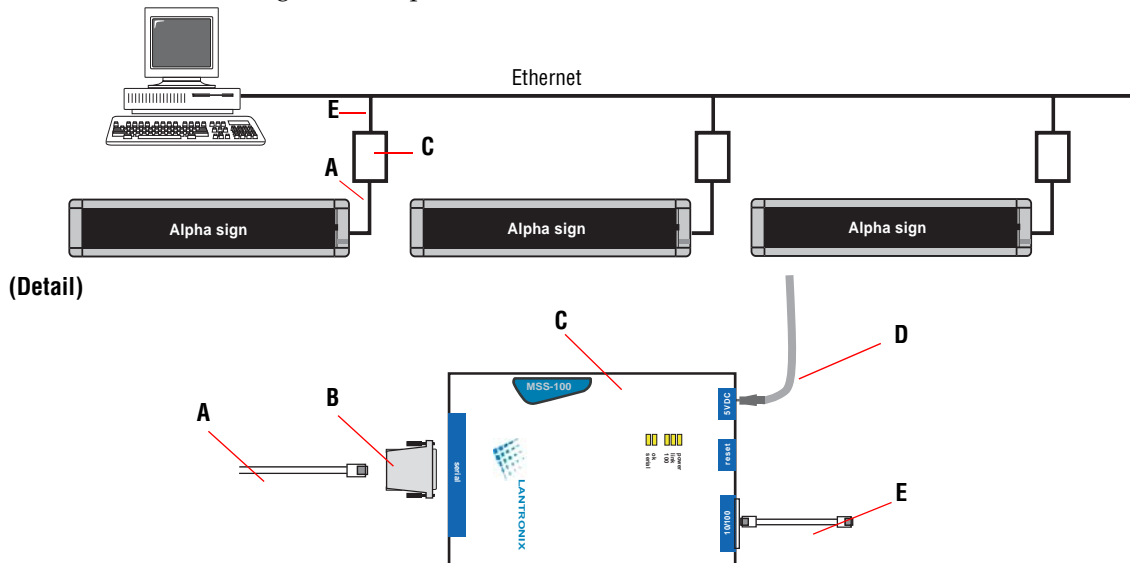 Ethernet
E
C
A
Alpha sign
Alpha sign
Alpha sign
(Detail)
C
D
MSS-100
5VDC
B
A
serial
LANTRONIX
ok
serial
power
link
100
reset
10/100
E